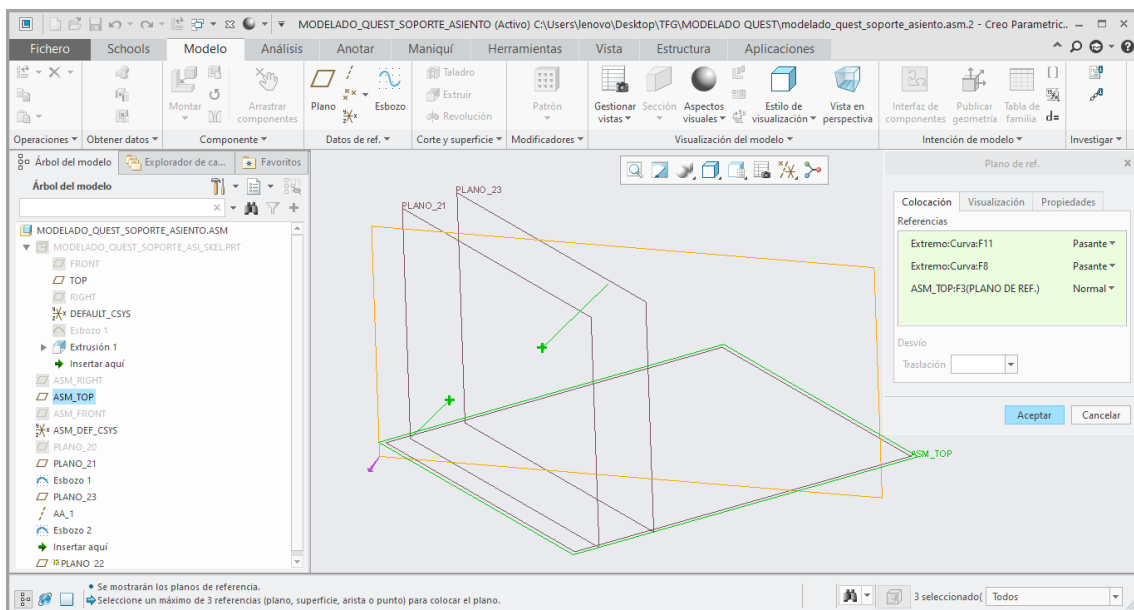 MODELADO_QUEST_SOPORTE_ASIENTO (Activo) C:\Users\lenovo\Desktop\TFG\MODELADO QUEST\modelado_quest_soporte_asiento.asm.2 - Creo Parametric...
Fichero Schools Modelo Análisis Anotar Maniquí Herramientas Vista Estructura Aplicaciones
Montar
Arrastrar componentes
Plano
Esbozo
Taladro
Extruir
Revolución
Patrón
Gestionar vistas
Sección
Aspectos visuales
Estilo de visualización
Vista en perspectiva
Interfaz de componentes
Publicar geometría
Tabla de familia
d=
Operaciones Obtener datos Componente Datos de ref. Corte y superficie Modificadores Visualización del modelo Intención de modelo Investigar
Árbol del modelo Explorador de ca... Favoritos
Árbol del modelo
MODELADO_QUEST_SOPORTE_ASIENTO.ASM
MODELADO_QUEST_SOPORTE_ASI_SKEL.PRT
FRONT
TOP
RIGHT
DEFAULT_CSYS
Esbozo 1
Extrusión 1
Insertar aquí
ASM_RIGHT
ASM_TOP
ASM_FRONT
ASM_DEF_CSYS
PLANO_20
PLANO_21
Esbozo 1
PLANO_23
AA_1
Esbozo 2
Insertar aquí
PLANO_22
PLANO_23
PLANO_21
ASM_TOP
Plano de ref.
Colocación Visualización Propiedades
Referencias
Extremo:Curva:F11 Pasante
Extremo:Curva:F8 Pasante
ASM_TOP:F3(PLANO DE REF.) Normal
Desvío
Traslación
Aceptar Cancelar
Se mostrarán los planos de referencia.
Seleccione un máximo de 3 referencias (plano, superficie, arista o punto) para colocar el plano.
3 seleccionado( Todos